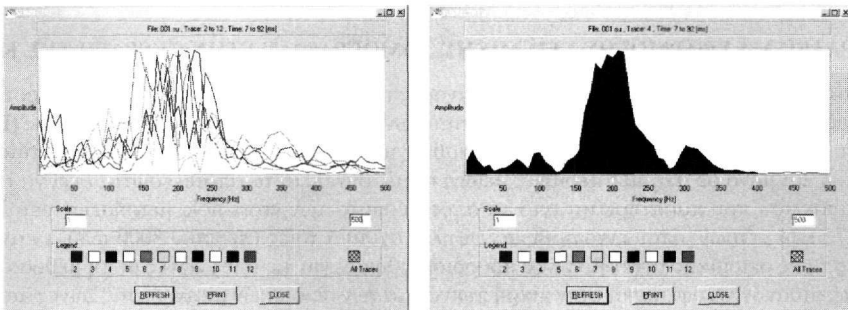 File: 001 su , Trace: 2 to 12 , Time: 7 to 92 [ms]
Amplitude
50 100 150 200 250 300 350 400 450 500
Frequency [Hz]
Scale
1 500
Legend
2 3 4 5 6 7 8 9 10 11 12 All Traces
REFRESH PRINT CLOSE
File: 001 su , Trace: 4 , Time: 7 to 92 [ms]
Amplitude
50 100 150 200 250 300 350 400 450 500
Frequency [Hz]
Scale
1 500
Legend
2 3 4 5 6 7 8 9 10 11 12 All Traces
REFRESH PRINT CLOSE